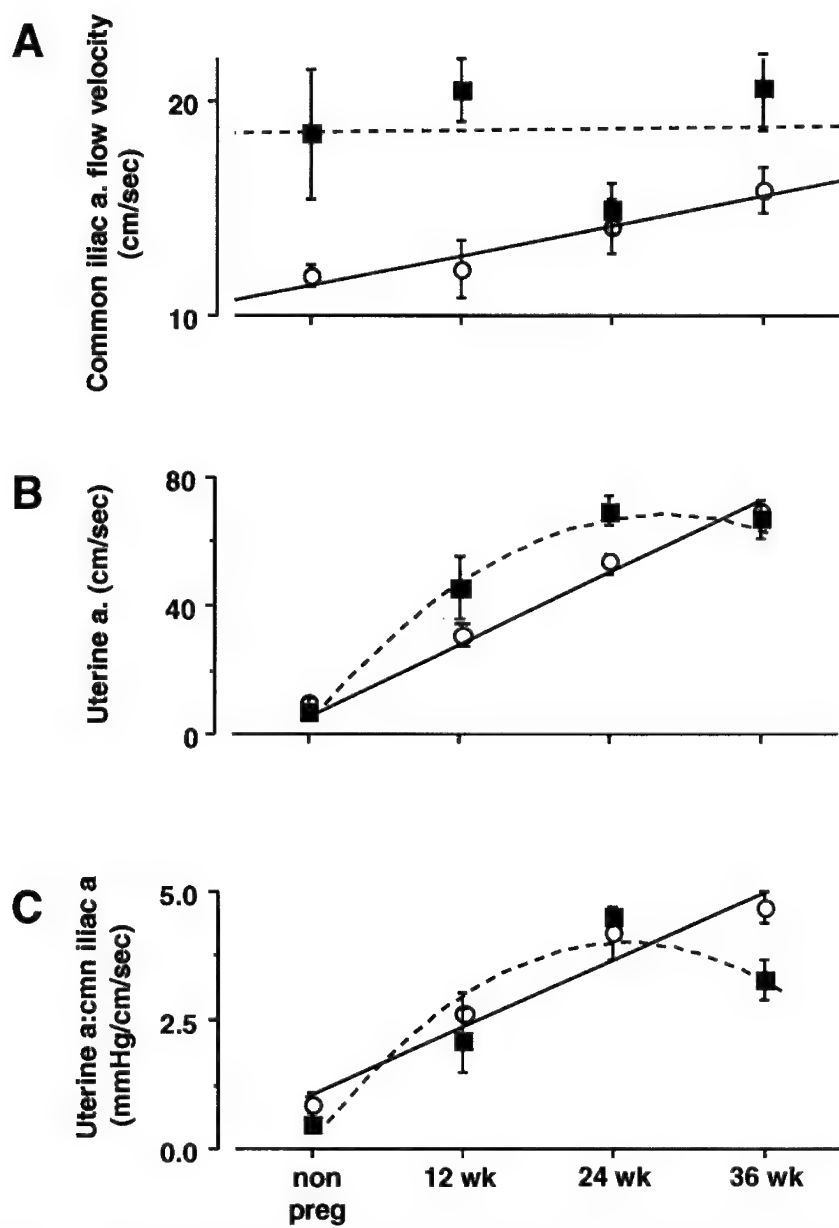 A
Common iliac a. flow velocity
(cm/sec)
20
10
B
Uterine a. (cm/sec)
80
40
0
C
Uterine a:cmn iliac a
(mmHg/cm/sec)
5.0
2.5
0.0
non
preg
12 wk
24 wk
36 wk